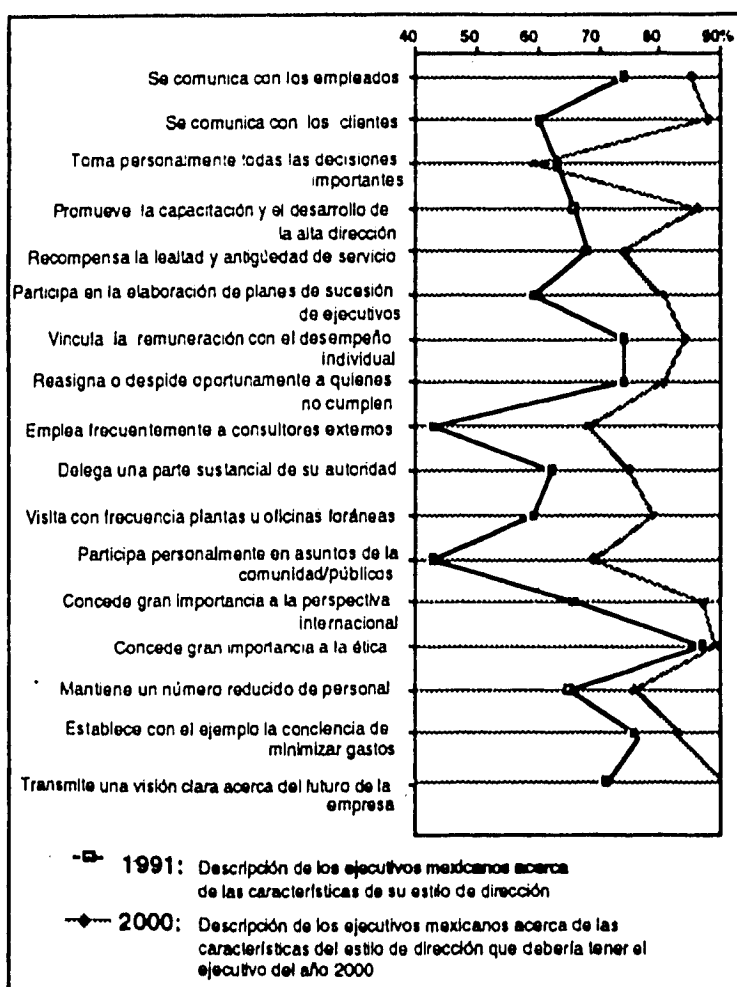 40 50 60 70 80 90%
Se comunica con los empleados
Se comunica con los clientes
Toma personalmente todas las decisiones
importantes
Promueve la capacitación y el desarrollo de
la alta dirección
Recompensa la lealtad y antigüedad de servicio
Participa en la elaboración de planes de sucesión
de ejecutivos
Vincula la remuneración con el desempeño
individual
Reasigna o despide oportunamente a quienes
no cumplen
Emplea frecuentemente a consultores externos
Delega una parte sustancial de su autoridad
Visita con frecuencia plantas u oficinas foráneas
Participa personalmente en asuntos de la
comunidad/públicos
Concede gran importancia a la perspectiva
internacional
Concede gran importancia a la ética
Mantiene un número reducido de personal
Establece con el ejemplo la conciencia de
minimizar gastos
Transmite una visión clara acerca del futuro de la
empresa
1991: Descripción de los ejecutivos mexicanos acerca
de las características de su estilo de dirección
2000: Descripción de los ejecutivos mexicanos acerca de las
características del estilo de dirección que debería tener el
ejecutivo del año 2000